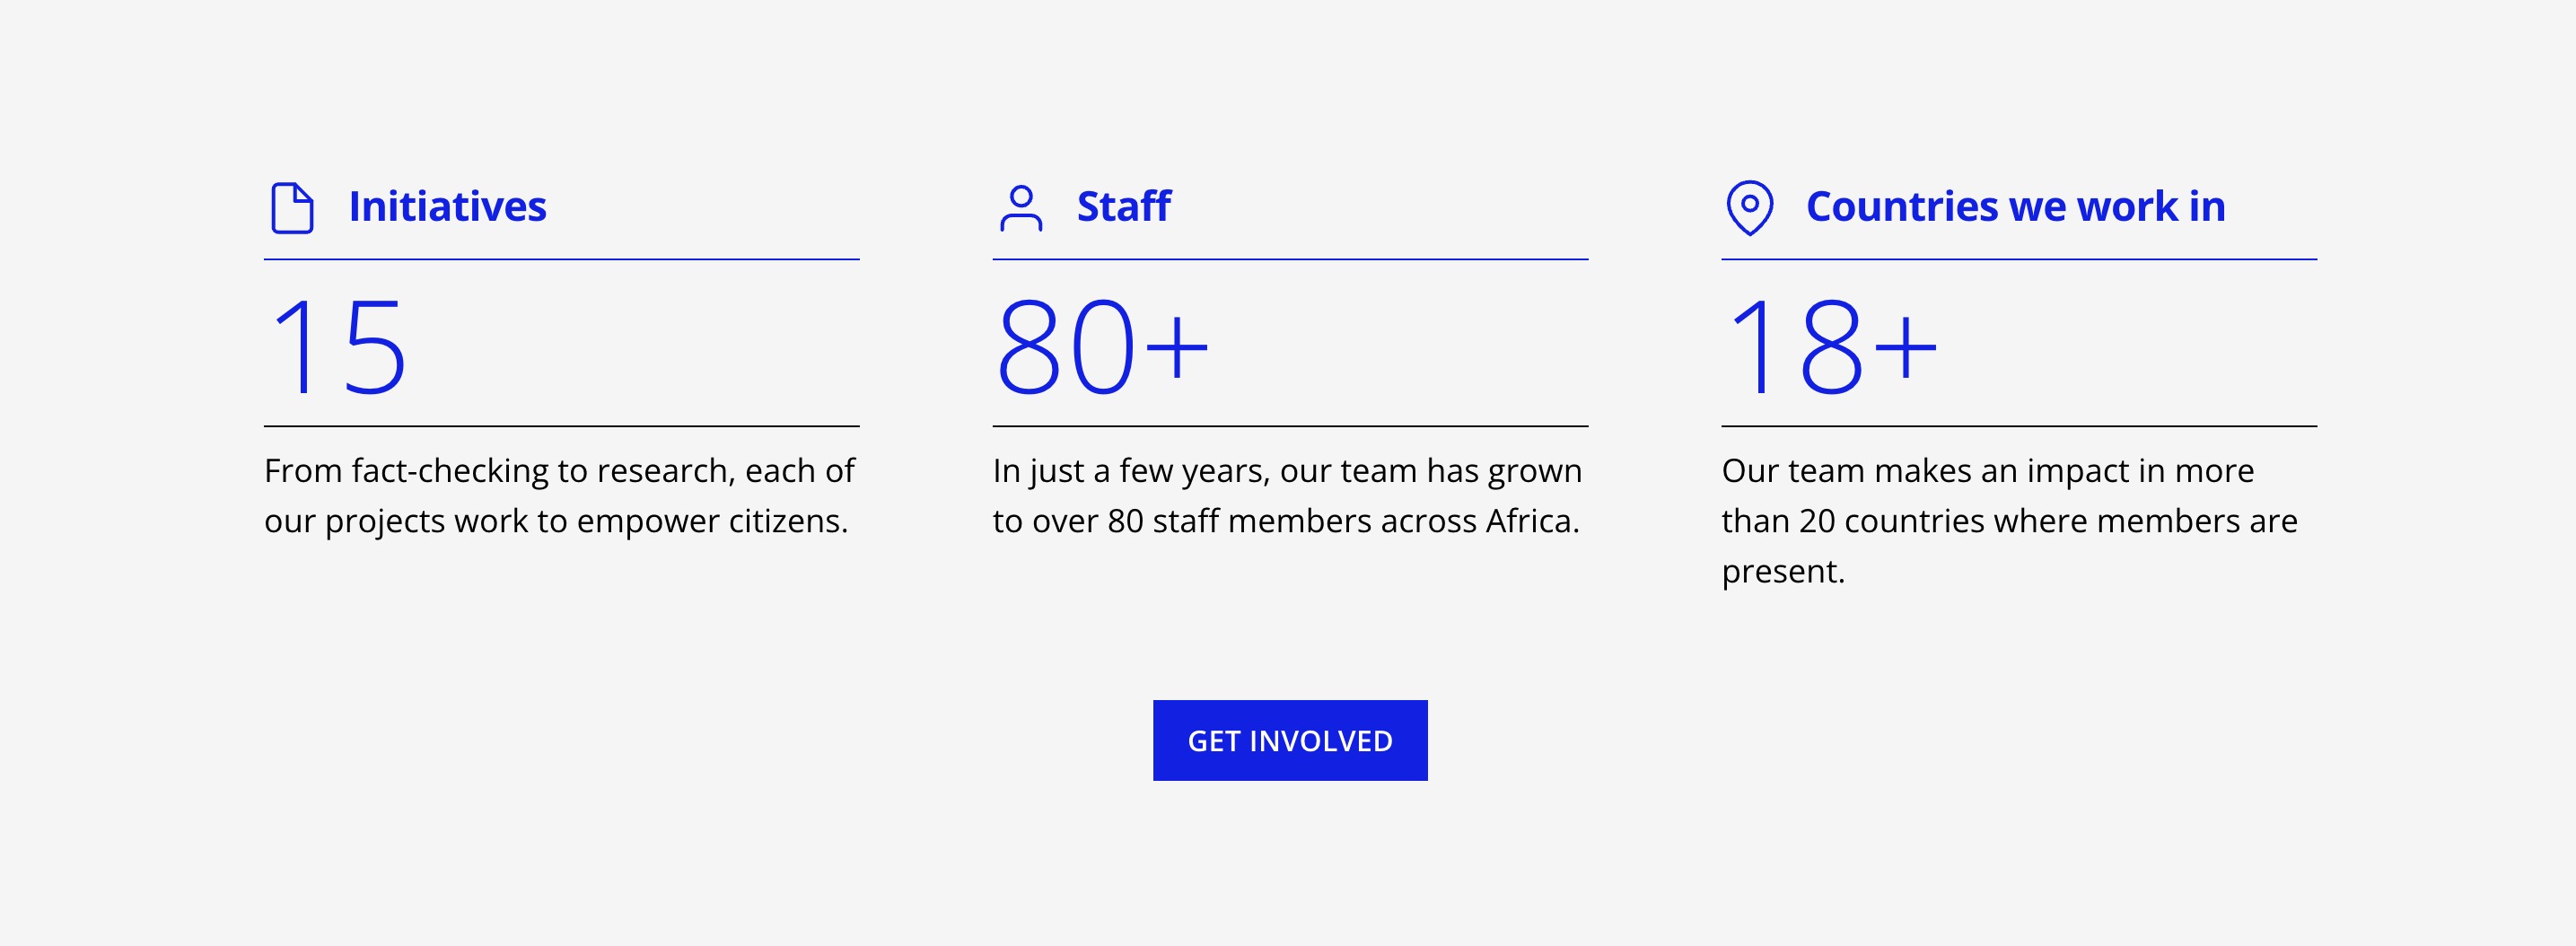 Initiatives
15
From fact-checking to research, each of
our projects work to empower citizens.
Staff
80+
In just a few years, our team has grown
to over 80 staff members across Africa.
Countries we work in
18+
Our team makes an impact in more
than 20 countries where members are
present.
GET INVOLVED